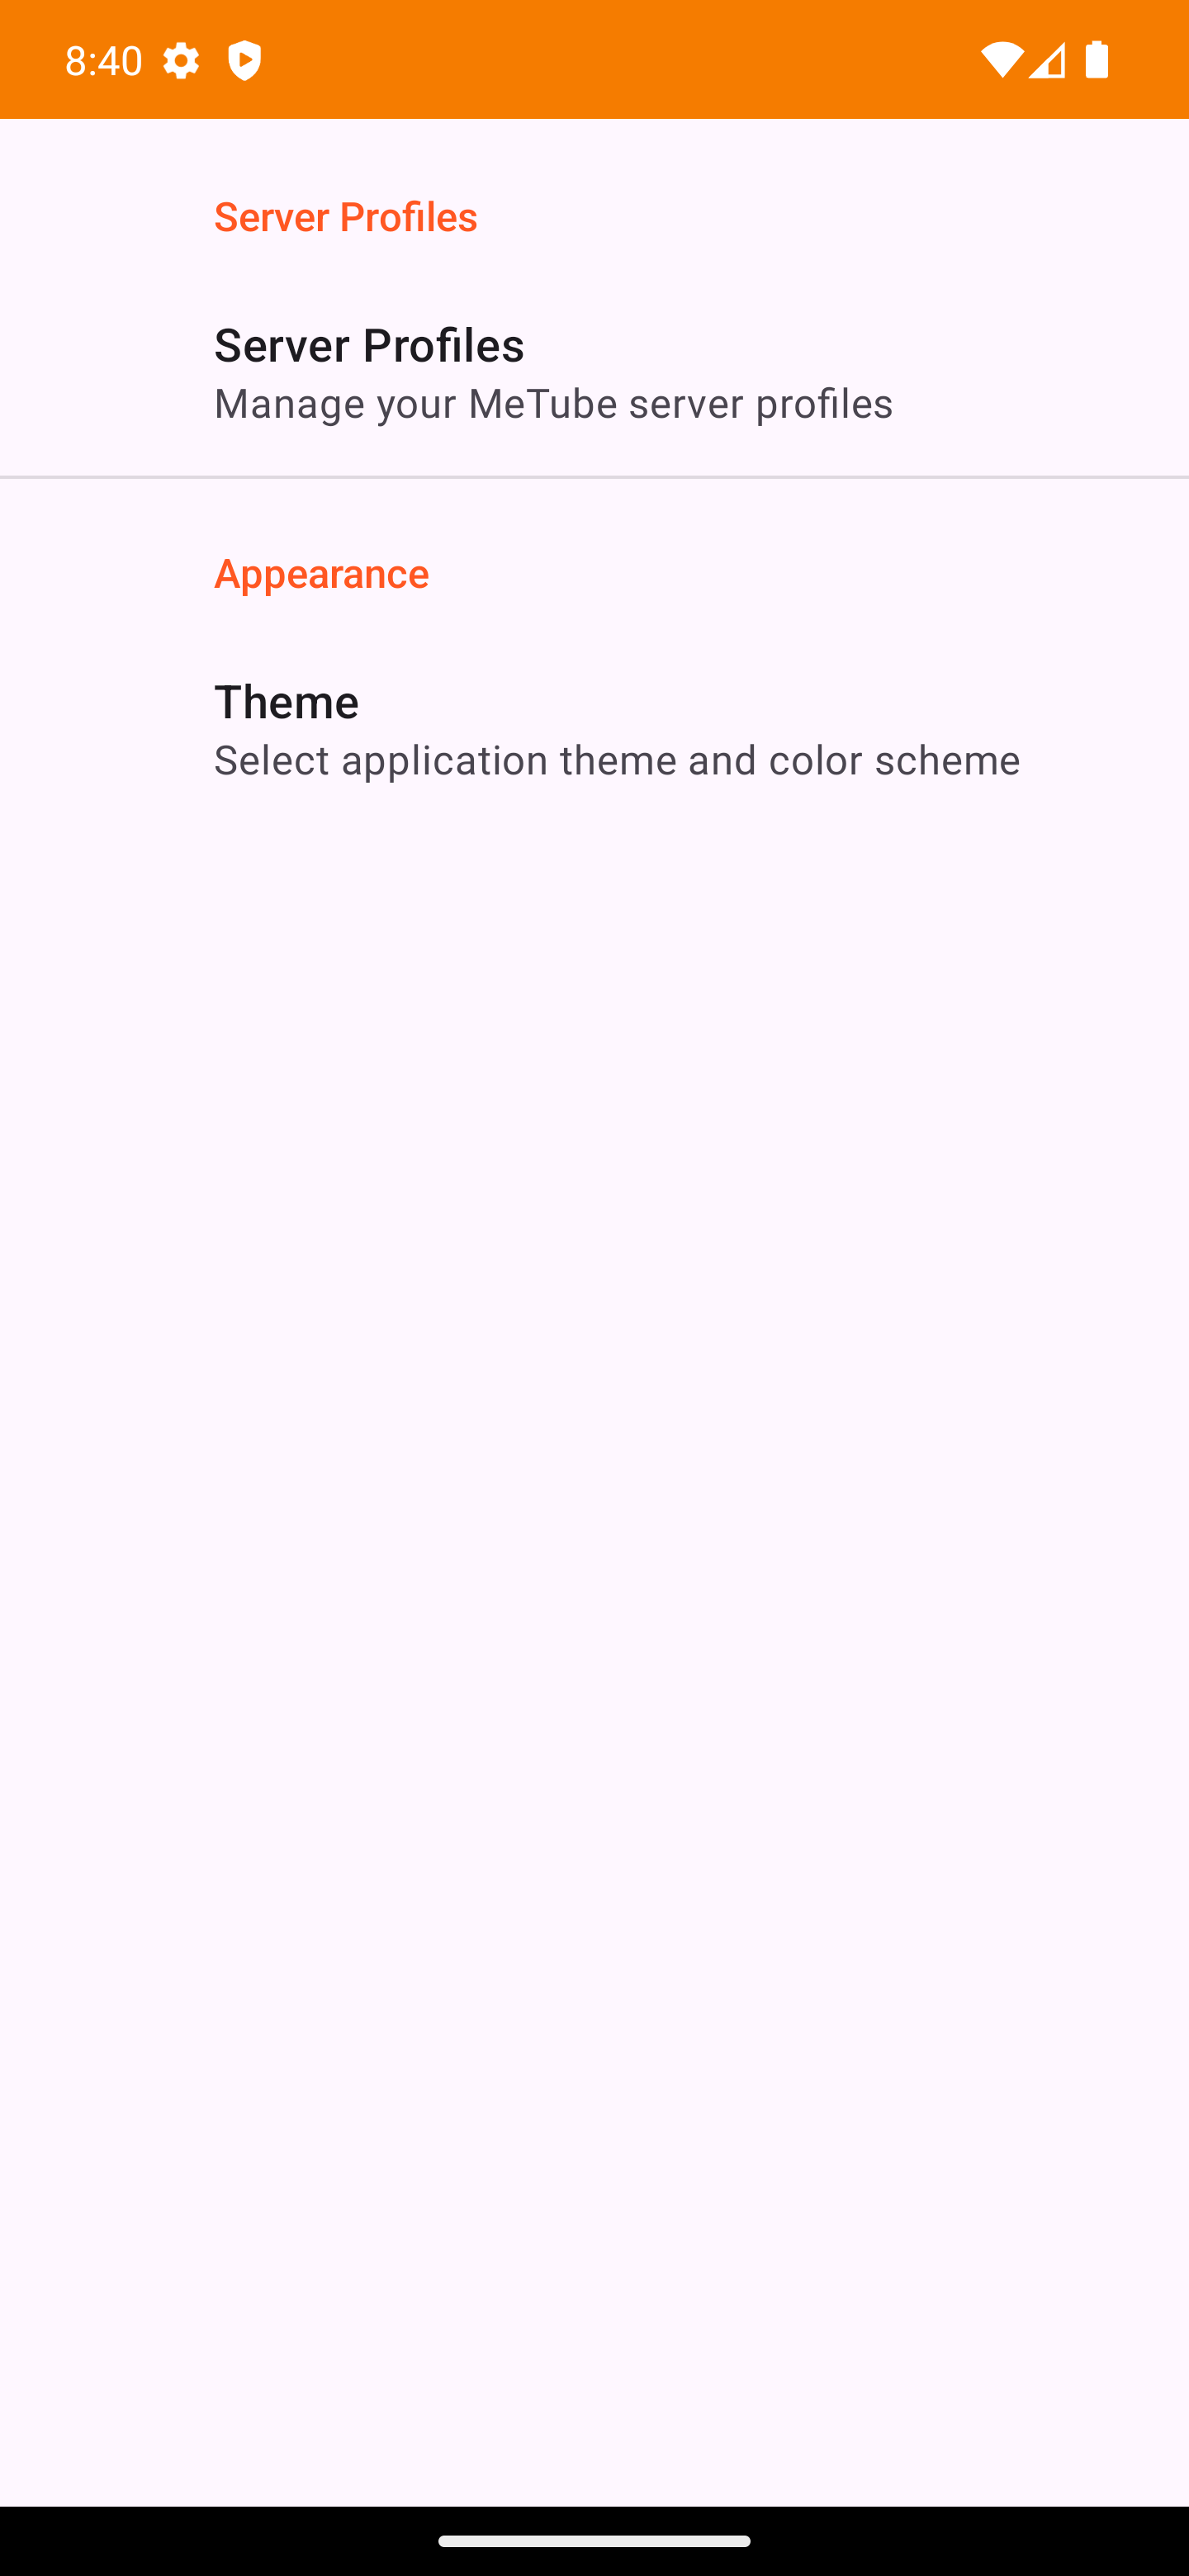 8:40
Server Profiles
Server Profiles
Manage your MeTube server profiles
Appearance
Theme
Select application theme and color scheme